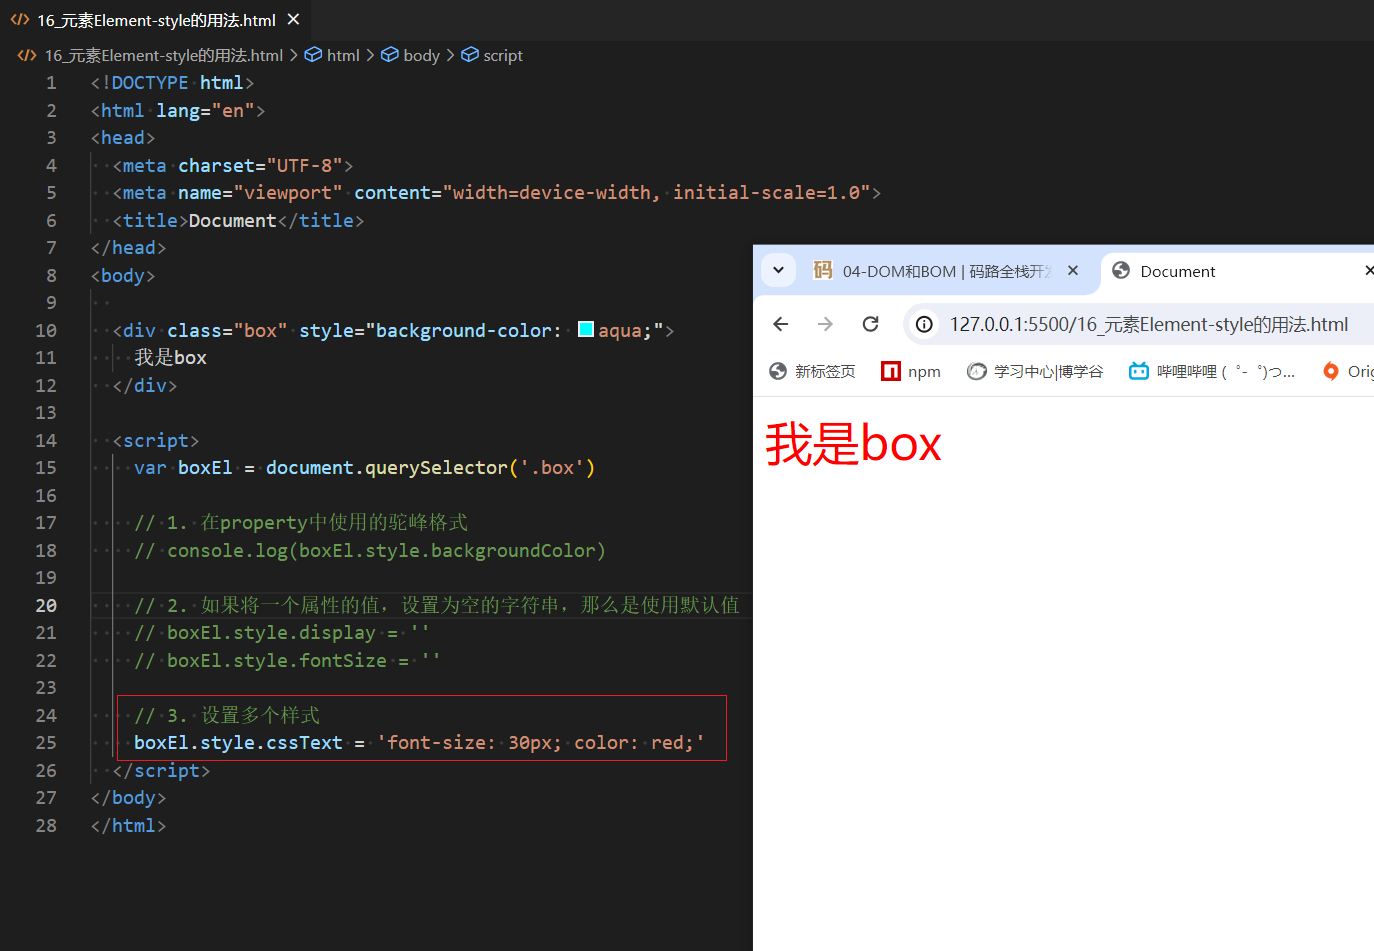 16_元素Element-style的用法.html
16_元素Element-style的用法.html > html > body > script
1 <!DOCTYPE html>
2 <html lang="en">
3 <head>
4 <meta charset="UTF-8">
5 <meta name="viewport" content="width=device-width, initial-scale=1.0">
6 <title>Document</title>
7 </head>
8 <body>
9
10 <div class="box" style="background-color: aqua;">
11 我是box
12 </div>
13
14 <script>
15 var boxEl = document.querySelector('.box')
16
17 // 1. 在property中使用的驼峰格式
18 // console.log(boxEl.style.backgroundColor)
19
20 // 2. 如果将一个属性的值，设置为空的字符串，那么是使用默认值
21 // boxEl.style.display = ''
22 // boxEl.style.fontSize = ''
23
24 // 3. 设置多个样式
25 boxEl.style.cssText = 'font-size: 30px; color: red;'
26 </script>
27 </body>
28 </html>
码 04-DOM和BOM | 码路全栈开 Document
127.0.0.1:5500/16_元素Element-style的用法.html
新标签页 npm 学习中心|博学谷 哔哩哔哩 (゜-゜)つ... Orig
我是box